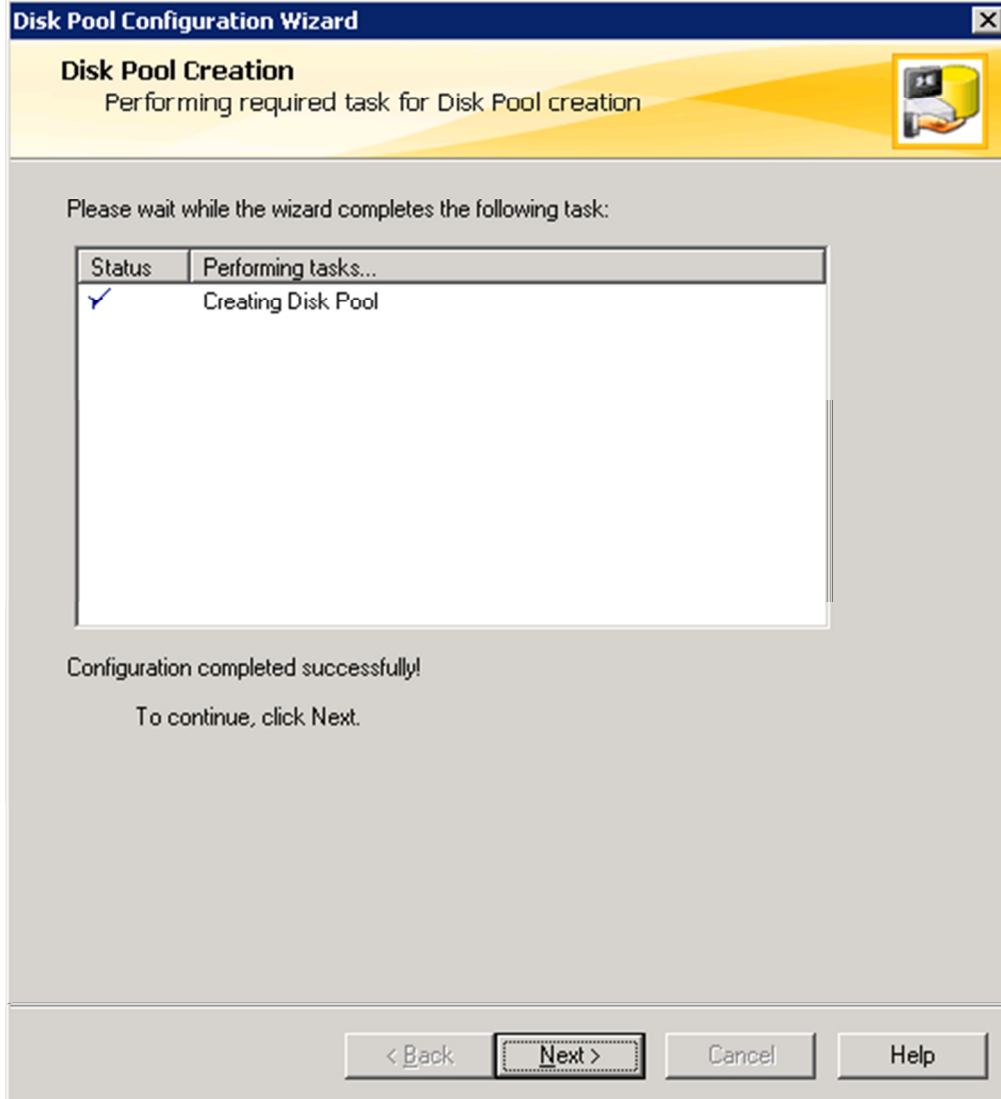 Disk Pool Configuration Wizard
Disk Pool Creation
Performing required task for Disk Pool creation
Please wait while the wizard completes the following task:
Status Performing tasks...
Creating Disk Pool
Configuration completed successfully!
To continue, click Next.
< Back Next > Cancel Help